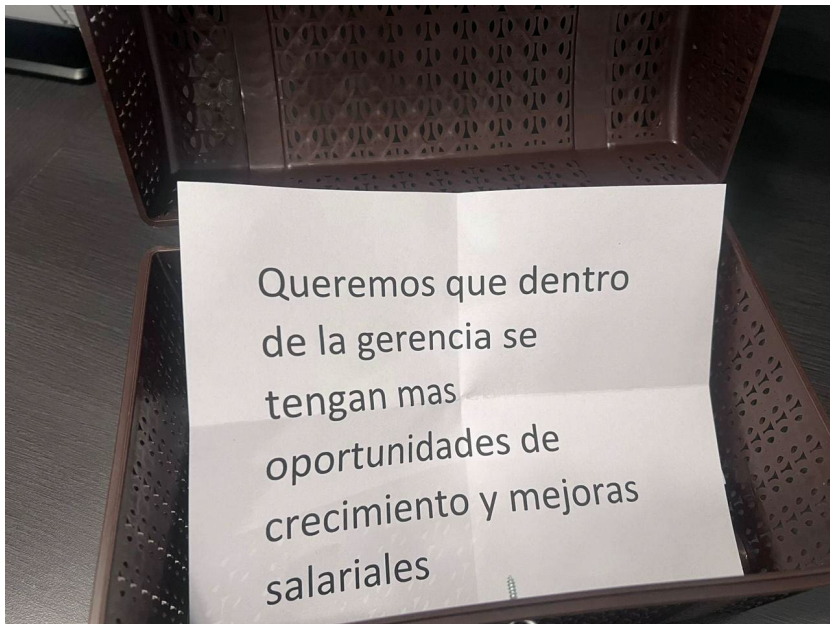 Queremos que dentro
de la gerencia se
tengan mas
oportunidades de
crecimiento y mejoras
salariales